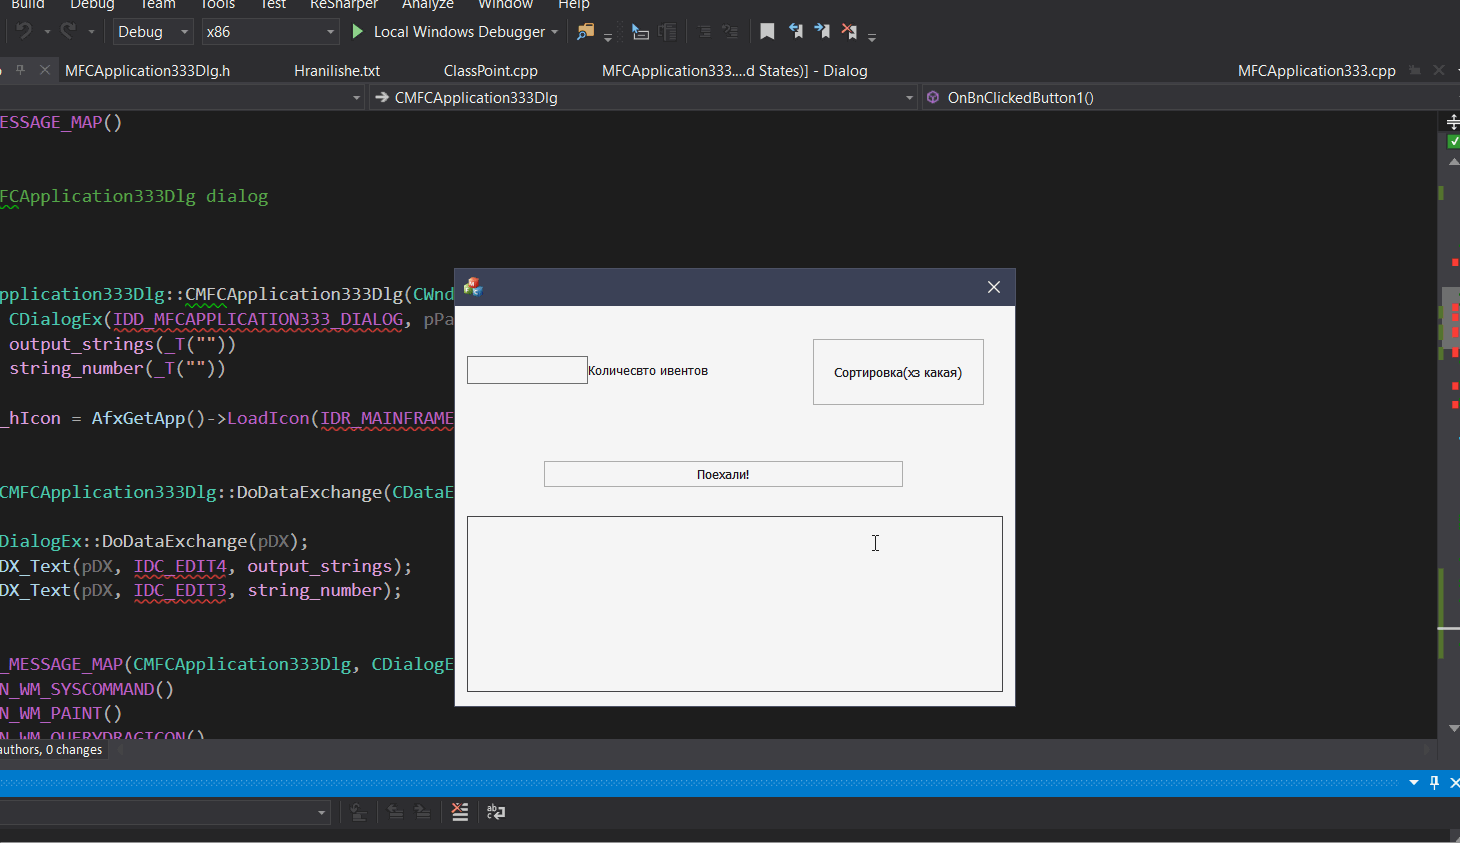 Build Debug Team Tools Test ReSharper Analyze Window Help
Debug x86 Local Windows Debugger
MFCApplication333Dlg.h Hranilishe.txt ClassPoint.cpp MFCApplication333....d States)] - Dialog MFCApplication333.cpp
CMFCApplication333Dlg OnBnClickedButton1()
ESSAGE_MAP()
FCApplication333Dlg dialog
pplication333Dlg::CMFCApplication333Dlg(CWnd
CDialogEx(IDD_MFCAPPLICATION333_DIALOG, pPa
output_strings(_T(""))
string_number(_T(""))
_hIcon = AfxGetApp()->LoadIcon(IDR_MAINFRAME
CMFCApplication333Dlg::DoDataExchange(CDataE
DialogEx::DoDataExchange(pDX);
DX_Text(pDX, IDC_EDIT4, output_strings);
DX_Text(pDX, IDC_EDIT3, string_number);
_MESSAGE_MAP(CMFCApplication333Dlg, CDialogE
N_WM_SYSCOMMAND()
N_WM_PAINT()
N_WM_QUERYDRAGICON()
Количесвто ивентов
Сортировка(хз какая)
Поехали!
authors, 0 changes